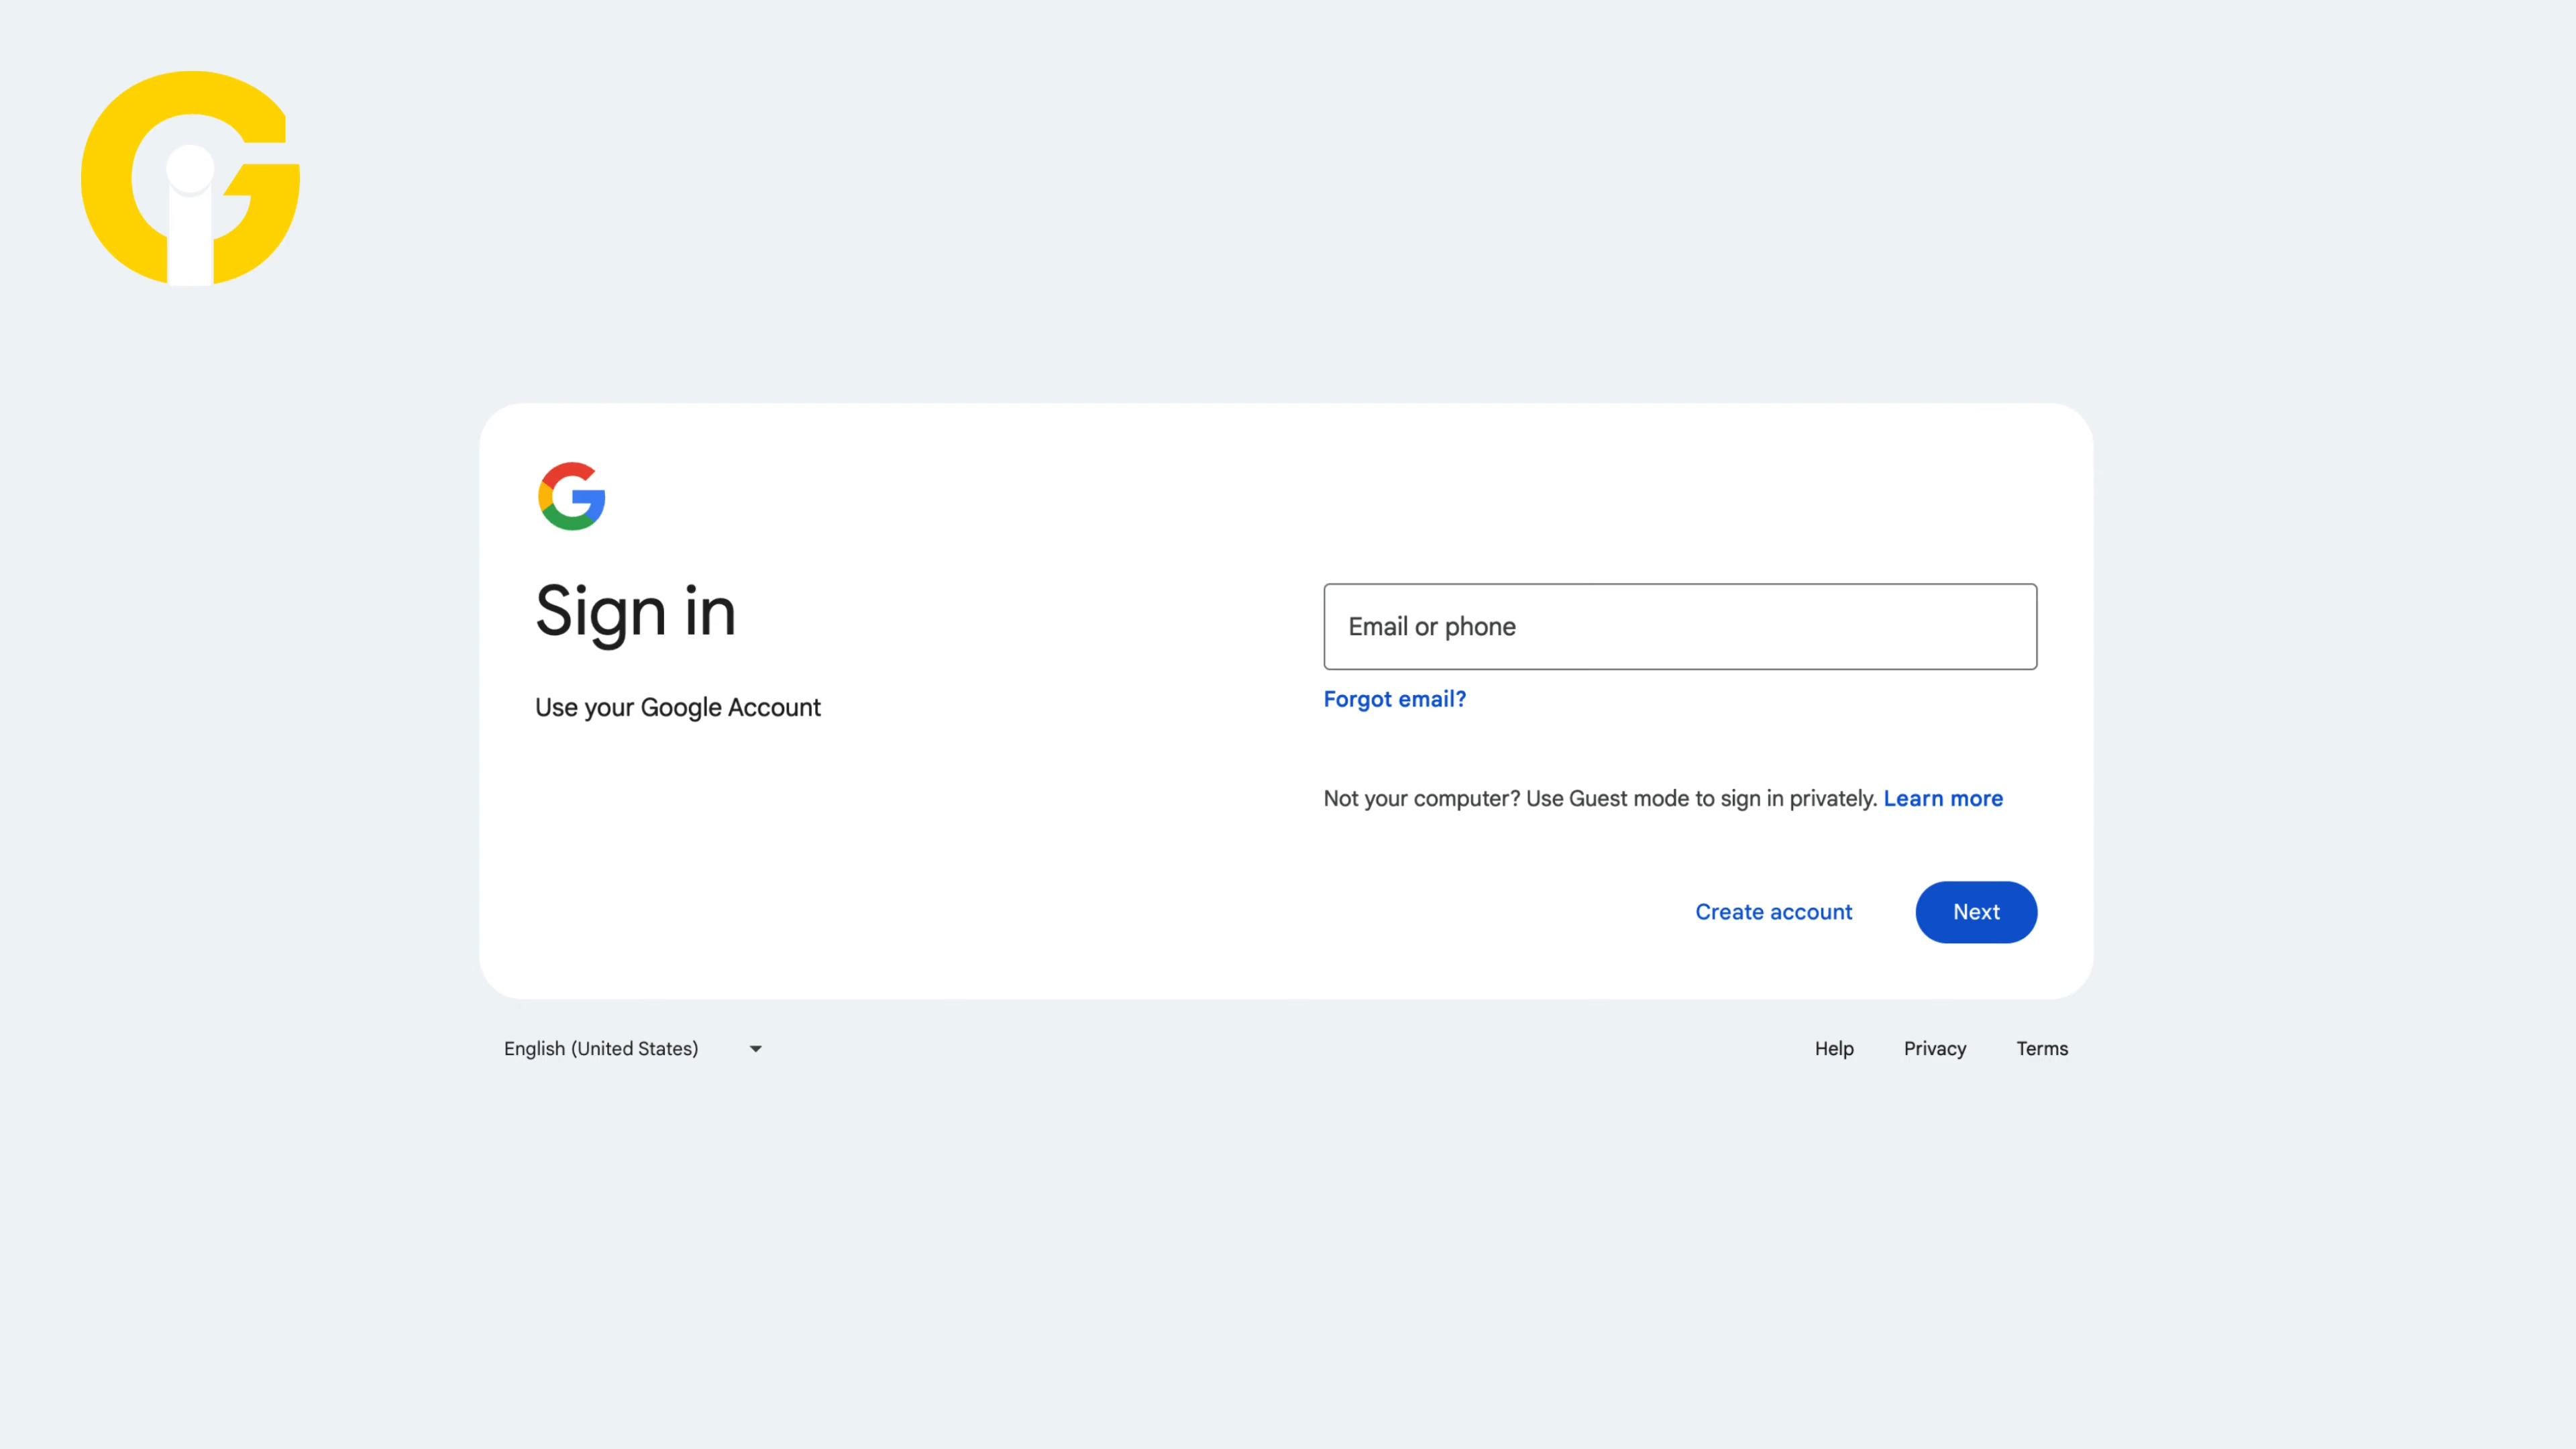 Sign in
Use your Google Account
Email or phone
Forgot email?
Not your computer? Use Guest mode to sign in privately. Learn more
Create account
Next
English (United States)
Help
Privacy
Terms